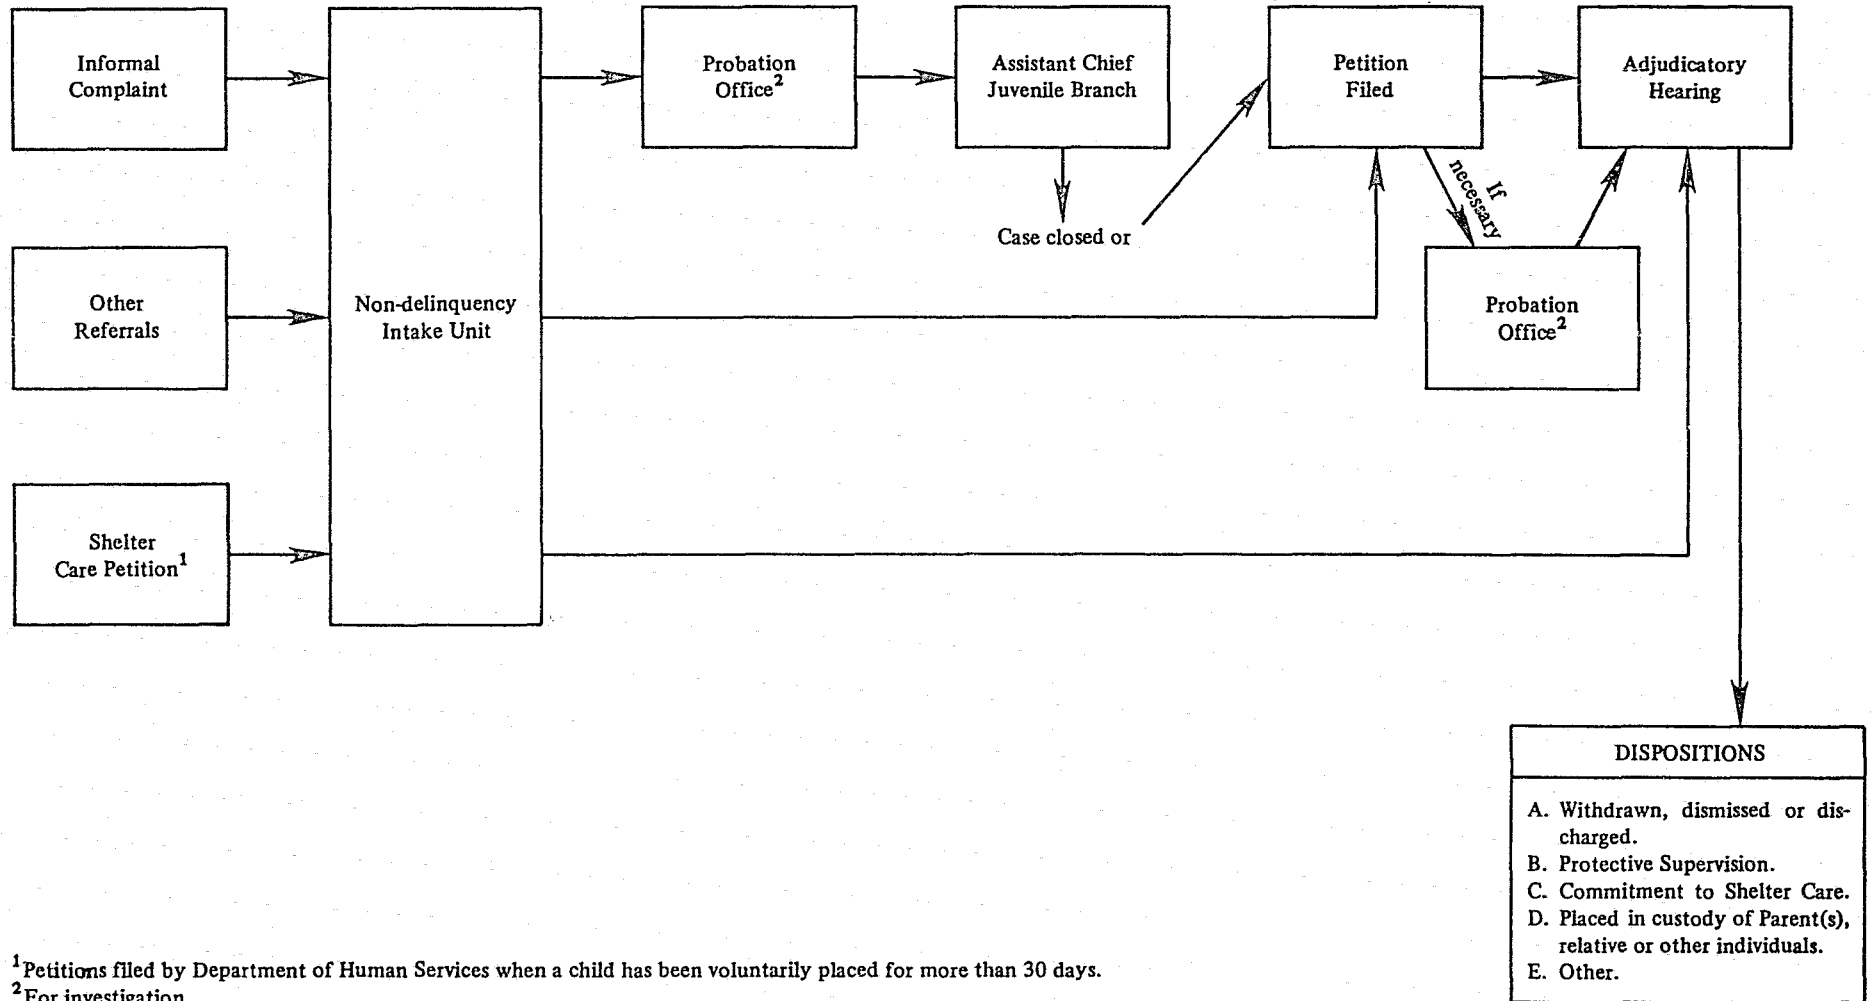 Informal
Complaint
Probation
Office2
Assistant Chief
Juvenile Branch
Petition
Filed
Adjudicatory
Hearing
If
necessary
Case closed or
Other
Referrals
Non-delinquency
Intake Unit
Probation
Office2
Shelter
Care Petition1
DISPOSITIONS
A. Withdrawn, dismissed or dis-
charged.
B. Protective Supervision.
C. Commitment to Shelter Care.
D. Placed in custody of Parent(s),
relative or other individuals.
E. Other.
1Petitions filed by Department of Human Services when a child has been voluntarily placed for more than 30 days.
2For investigation